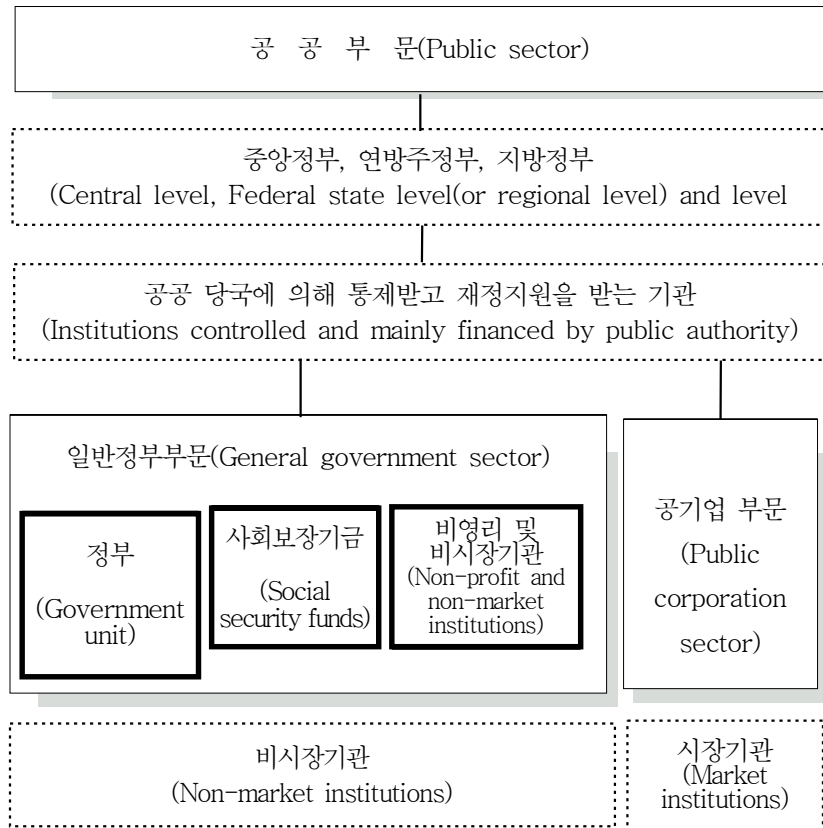 공 공 부 문(Public sector)
중앙정부, 연방주정부, 지방정부
(Central level, Federal state level(or regional level) and level
공공 당국에 의해 통제받고 재정지원을 받는 기관
(Institutions controlled and mainly financed by public authority)
일반정부부문(General government sector)
정부
(Government
unit)
사회보장기금
(Social
security funds)
비영리 및
비시장기관
(Non-profit and
non-market
institutions)
공기업 부문
(Public
corporation
sector)
비시장기관
(Non-market institutions)
시장기관
(Market
institutions)